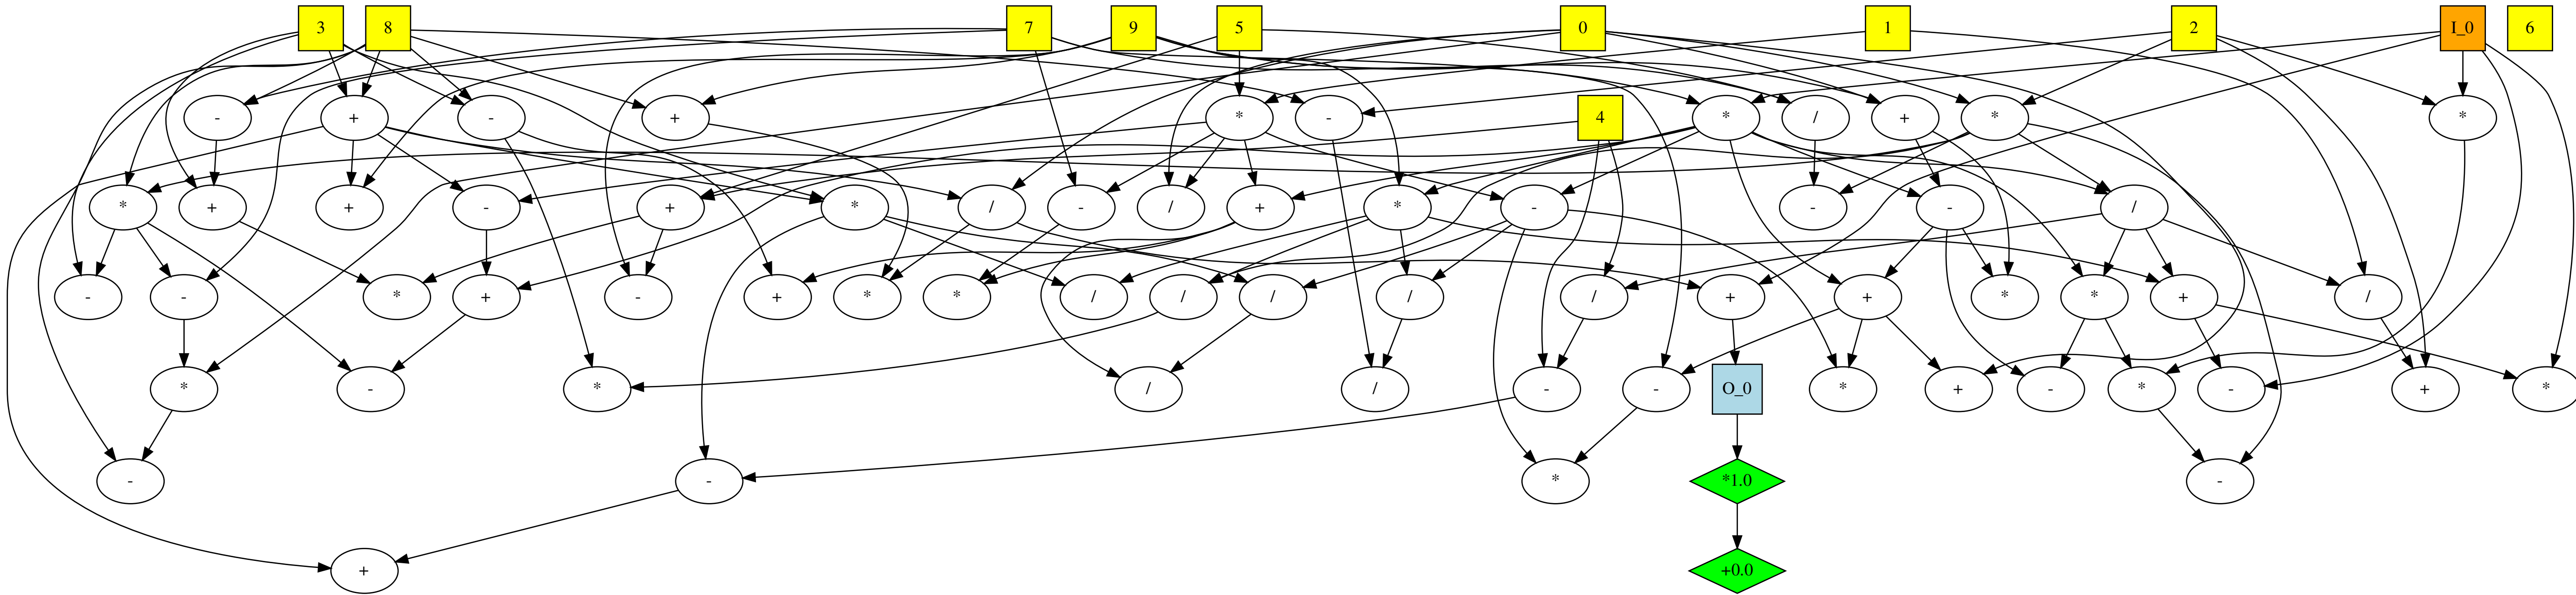 3 8 7 9 5 0 1 2 I_0 6
- + - + * - 4 * / + * *
* + + - + * / - / + * - - - /
- - * + - + * * / / / / / + + * * + /
* - * / / - - O_0 * + - * - + *
- - * *1.0 -
+ +0.0